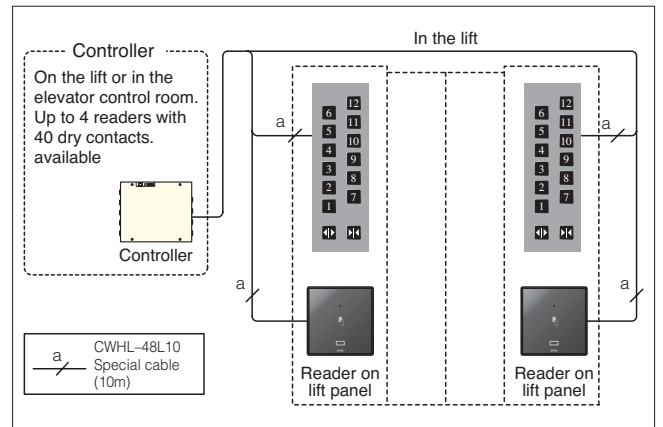 Controller
On the lift or in the
elevator control room.
Up to 4 readers with
40 dry contacts.
available
Controller
a
CWHL–48L10
Special cable
(10m)
In the lift
a
6
5
4
3
2
1
12
11
10
9
8
7
a
Reader on
lift panel
6
5
4
3
2
1
12
11
10
9
8
7
a
a
Reader on
lift panel